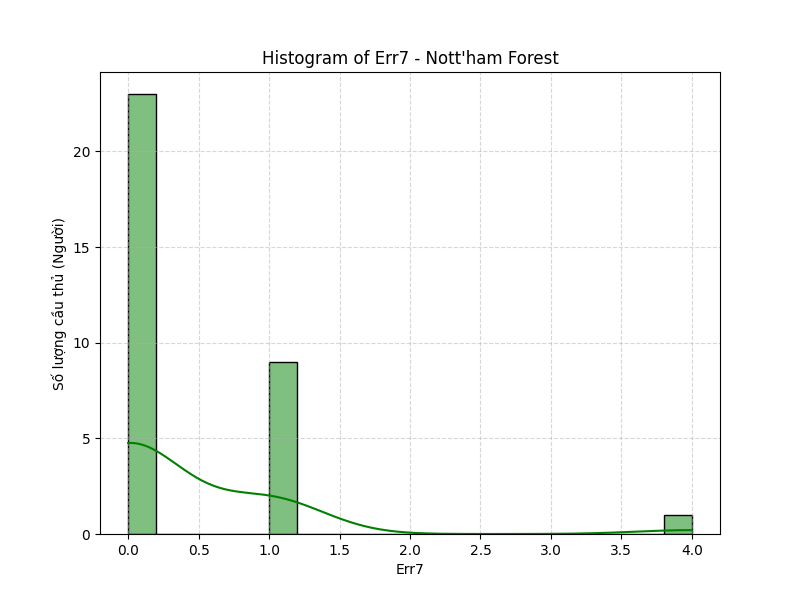 Histogram of Err7 - Nott'ham Forest
Số lượng cầu thủ (Người)
20
15
10
5
0
0.0 0.5 1.0 1.5 2.0 2.5 3.0 3.5 4.0
Err7